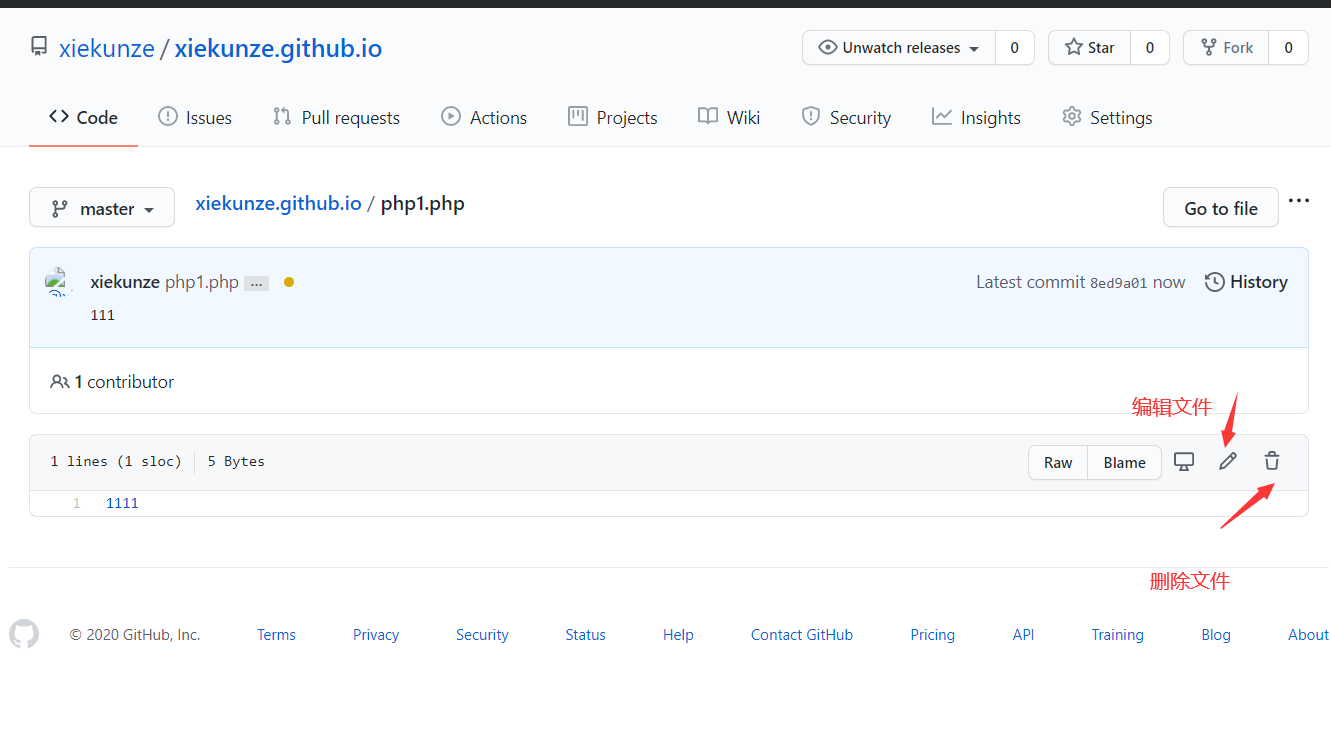 xiekunze / xiekunze.github.io
Unwatch releases 0
Star 0
Fork 0
Code
Issues
Pull requests
Actions
Projects
Wiki
Security
Insights
Settings
master
xiekunze.github.io / php1.php
Go to file
...
xiekunze php1.php ...
Latest commit 8ed9a01 now
History
111
1 contributor
编辑文件
1 lines (1 sloc) 5 Bytes
Raw
Blame
1 1111
删除文件
© 2020 GitHub, Inc.
Terms
Privacy
Security
Status
Help
Contact GitHub
Pricing
API
Training
Blog
About